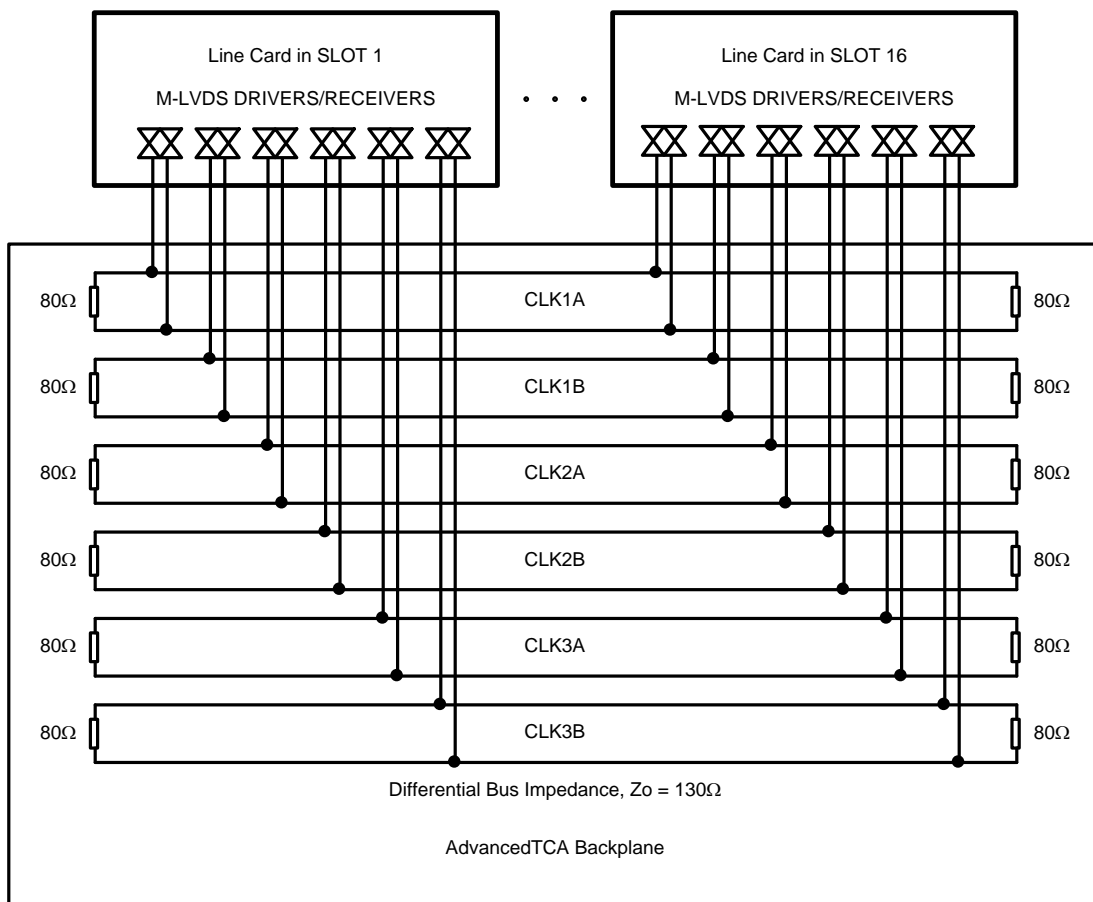 Line Card in SLOT 1
M-LVDS DRIVERS/RECEIVERS
. . .
Line Card in SLOT 16
M-LVDS DRIVERS/RECEIVERS
80Ω CLK1A 80Ω
80Ω CLK1B 80Ω
80Ω CLK2A 80Ω
80Ω CLK2B 80Ω
80Ω CLK3A 80Ω
80Ω CLK3B 80Ω
Differential Bus Impedance, Zo = 130Ω
AdvancedTCA Backplane